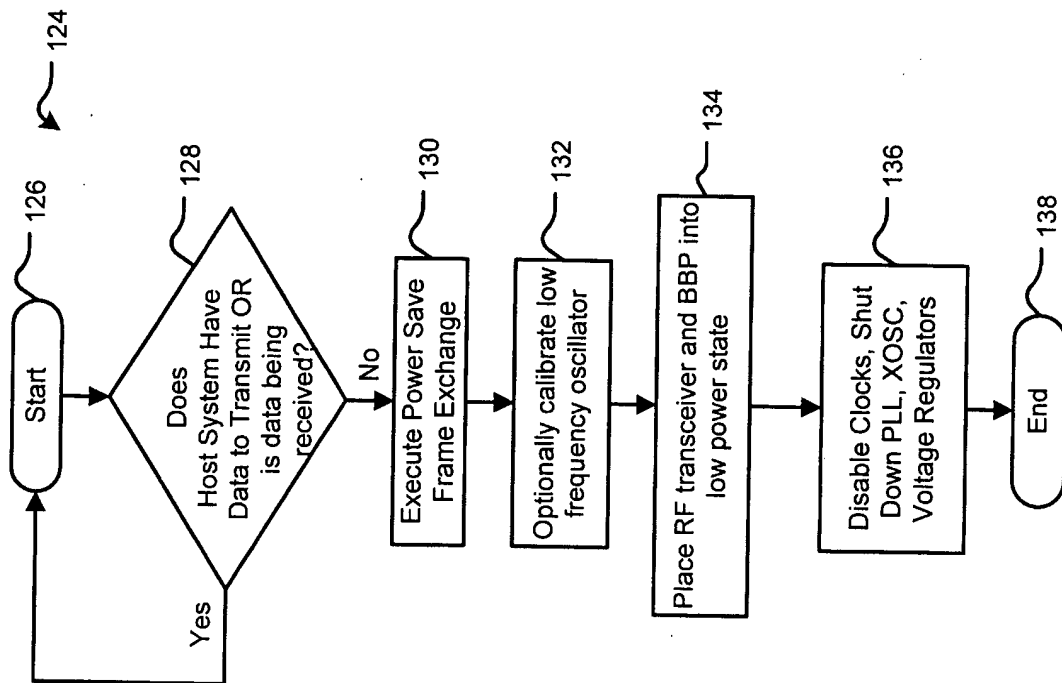 124
Start
126
Does
Host System Have
Data to Transmit OR
is data being
received?
128
Yes
No
Execute Power Save
Frame Exchange
130
Optionally calibrate low
frequency oscillator
132
Place RF transceiver and BBP into
low power state
134
Disable Clocks, Shut
Down PLL, XOSC,
Voltage Regulators
136
End
138